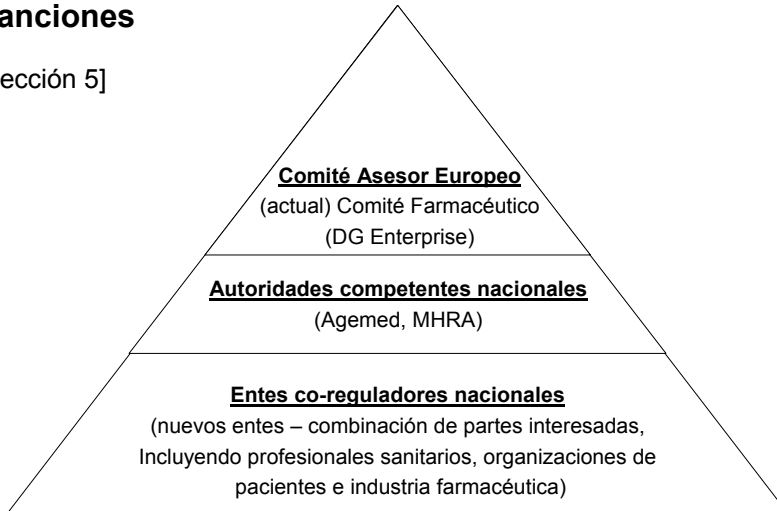 anciones
ección 5]
Comité Asesor Europeo
(actual) Comité Farmacéutico
(DG Enterprise)
Autoridades competentes nacionales
(Agemed, MHRA)
Entes co-reguladores nacionales
(nuevos entes – combinación de partes interesadas,
Incluyendo profesionales sanitarios, organizaciones de
pacientes e industria farmacéutica)